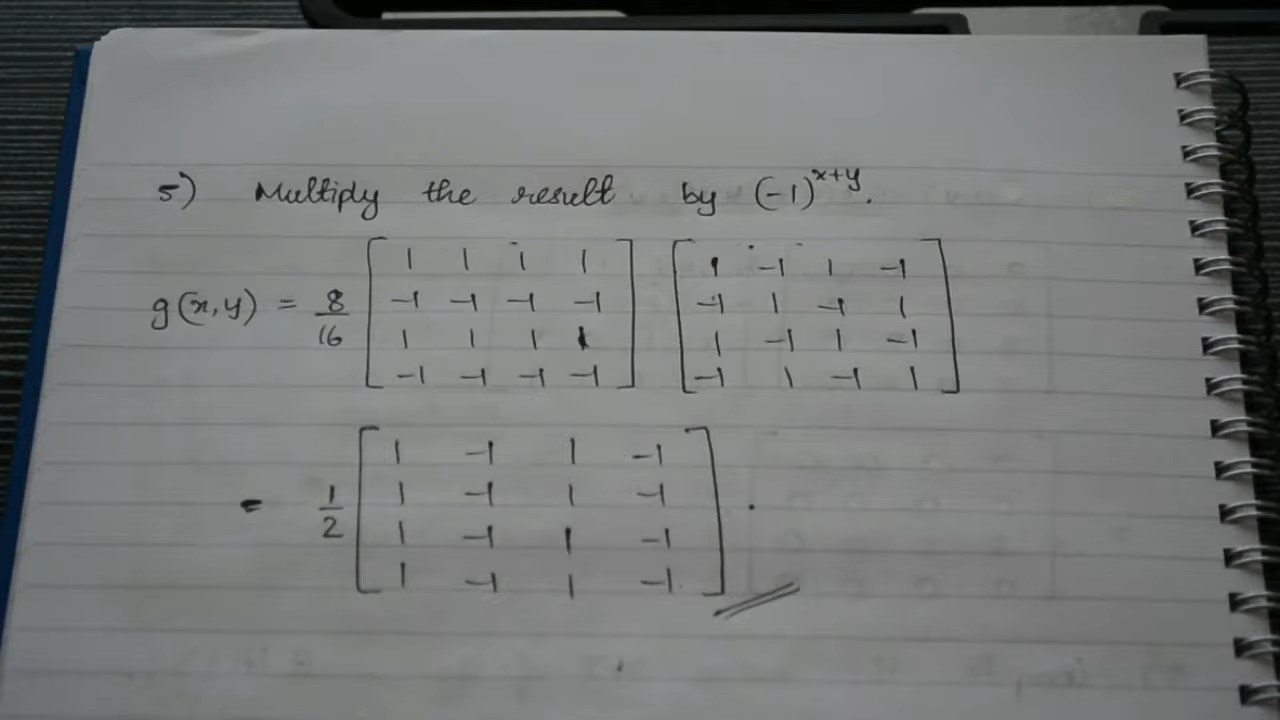 5) Multiply the result by (-1)^{x+y}.
g(x,y) = 8/16 [1 1 1 1; -1 -1 -1 -1; 1 1 1 1; -1 -1 -1 -1] [1 -1 1 -1; -1 1 -1 1; 1 -1 1 -1; -1 1 -1 1]
= 1/2 [1 -1 1 -1; 1 -1 1 -1; 1 -1 1 -1; 1 -1 1 -1].